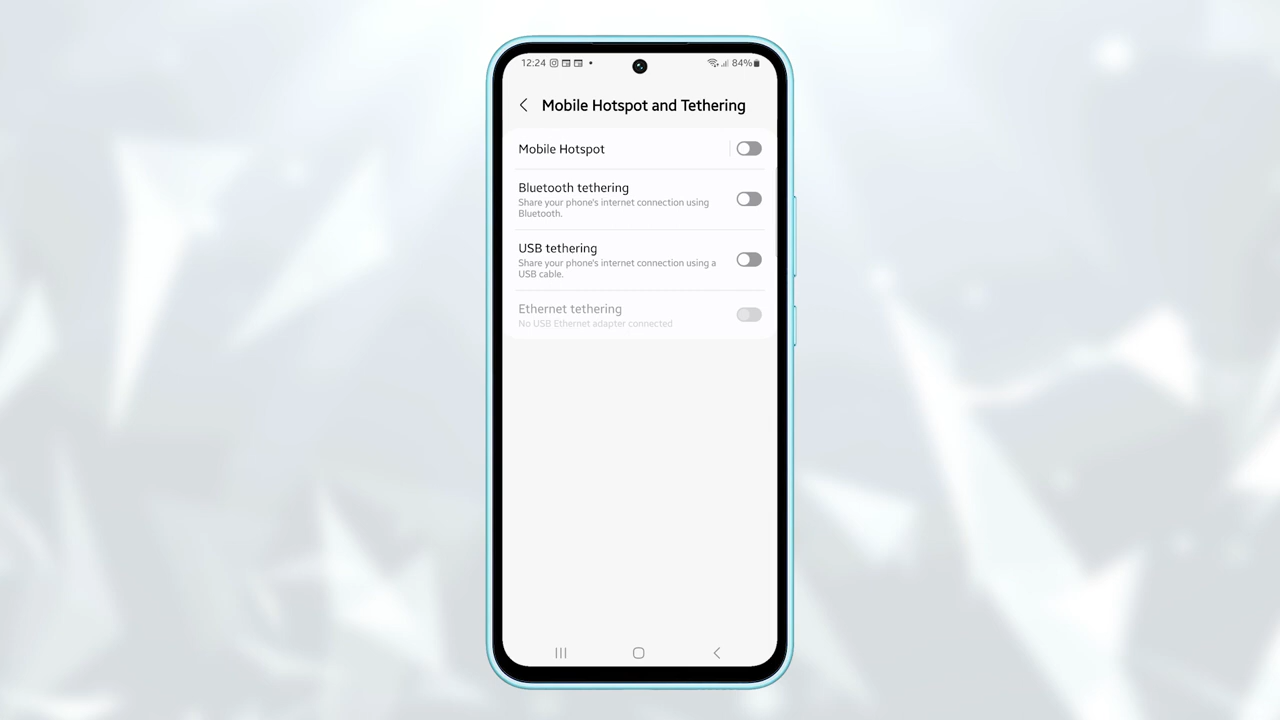 12:24 84%
Mobile Hotspot and Tethering
Mobile Hotspot
Bluetooth tethering
Share your phone's internet connection using
Bluetooth.
USB tethering
Share your phone's internet connection using a
USB cable.
Ethernet tethering
No USB Ethernet adapter connected